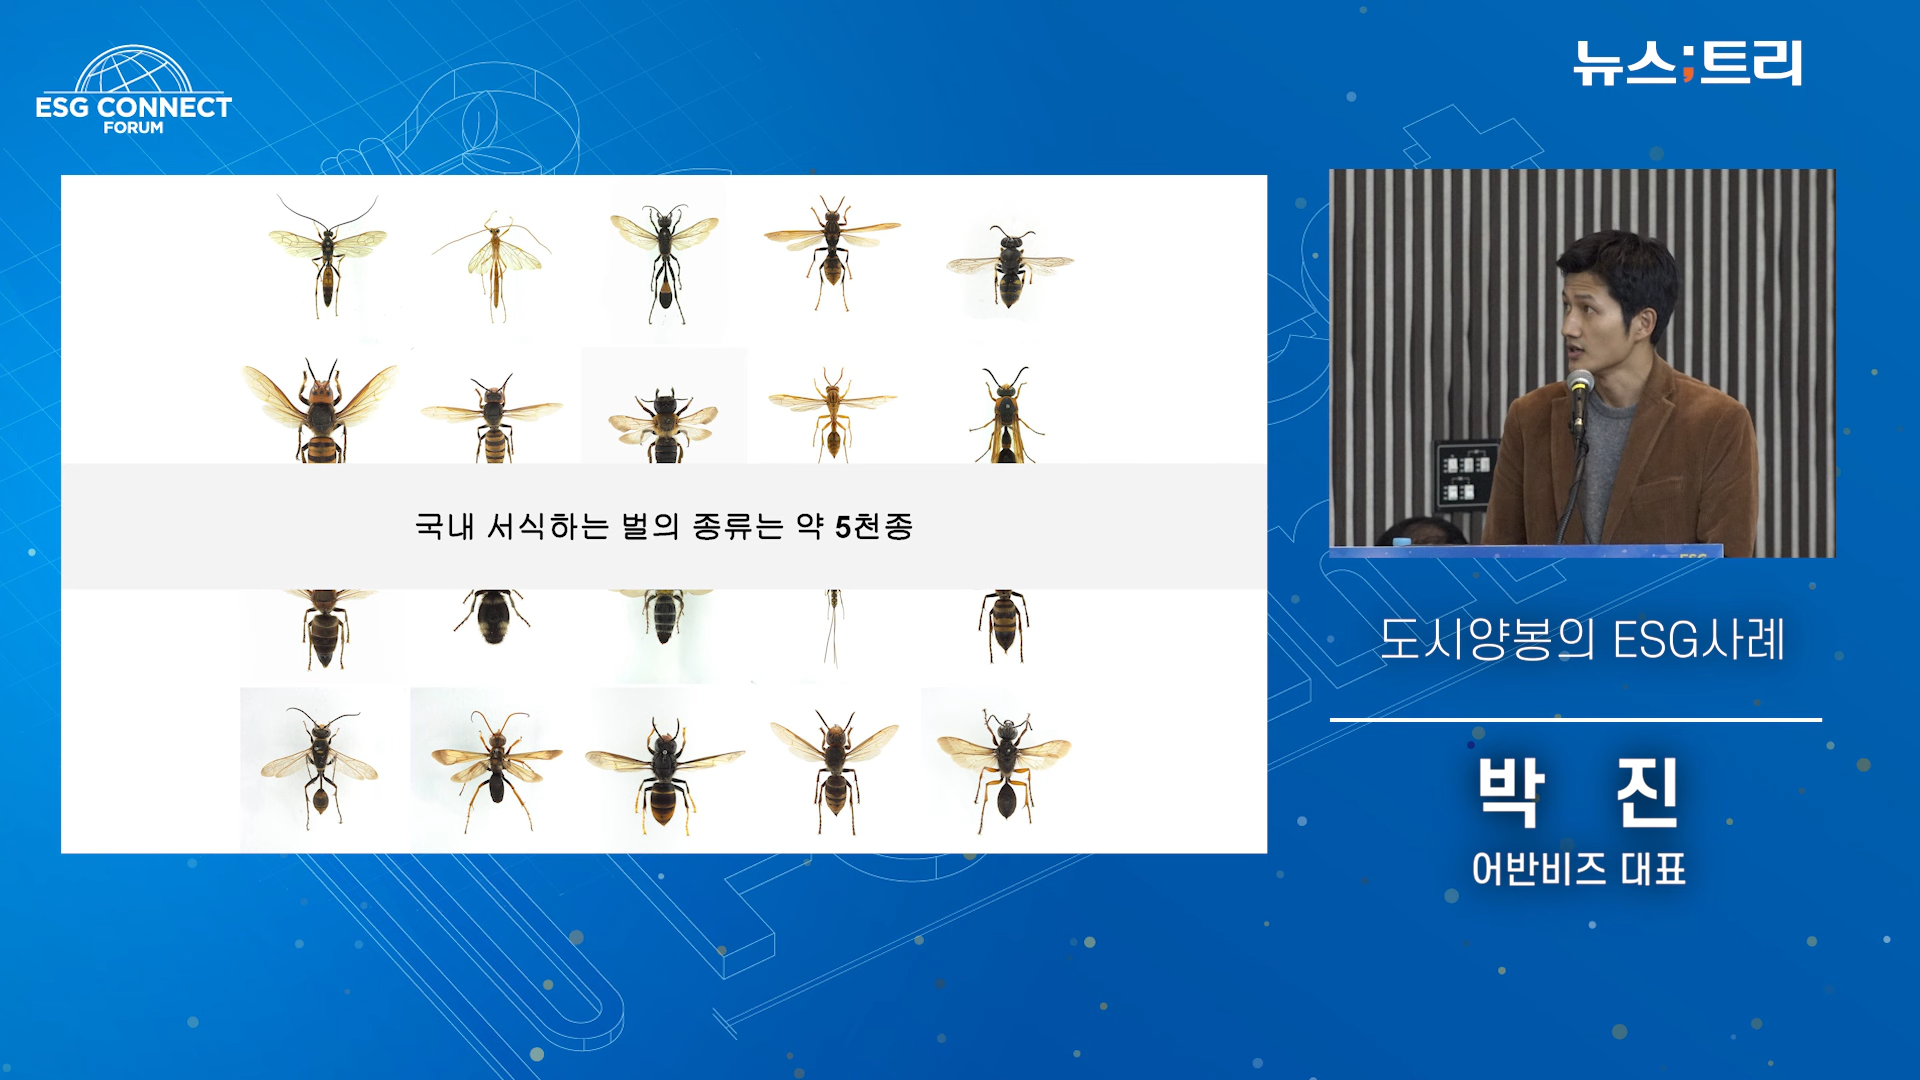 ESG CONNECT
FORUM
뉴스;트리
국내 서식하는 벌의 종류는 약 5천종
도시양봉의 ESG사례
박 진
어반비즈 대표